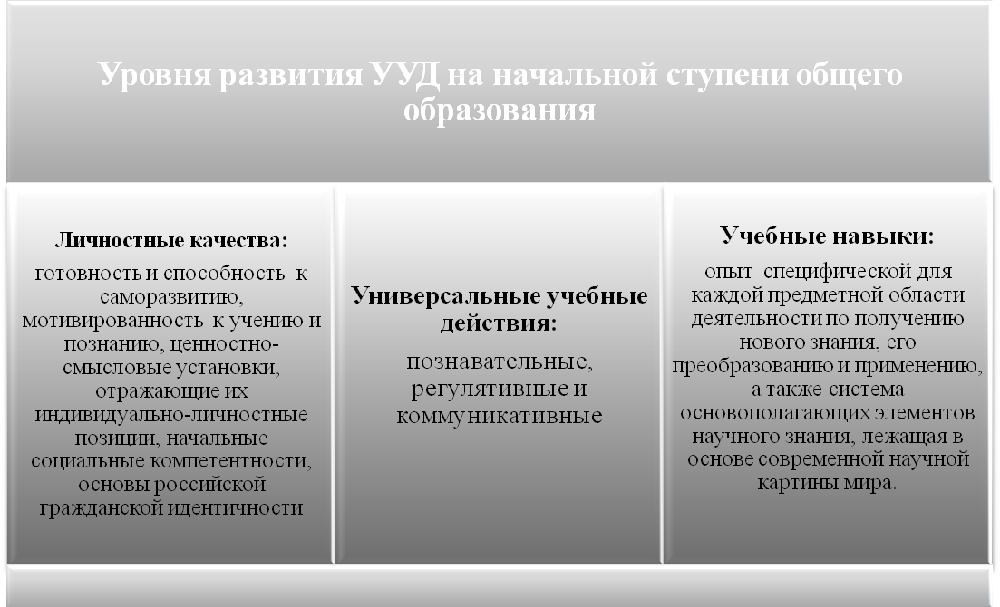 Уровня развития УУД на начальной ступени общего
образования
Личностные качества:
готовность и способность к
саморазвитию,
мотивированность к учению и
познанию, ценностно-
смысловые установки,
отражающие их
индивидуально-личностные
позиции, начальные
социальные компетентности,
основы российской
гражданской идентичности
Универсальные учебные
действия:
познавательные,
регулятивные и
коммуникативные
Учебные навыки:
опыт специфической для
каждой предметной области
деятельности по получению
нового знания, его
преобразованию и применению,
а также система
основополагающих элементов
научного знания, лежащая в
основе современной научной
картины мира.